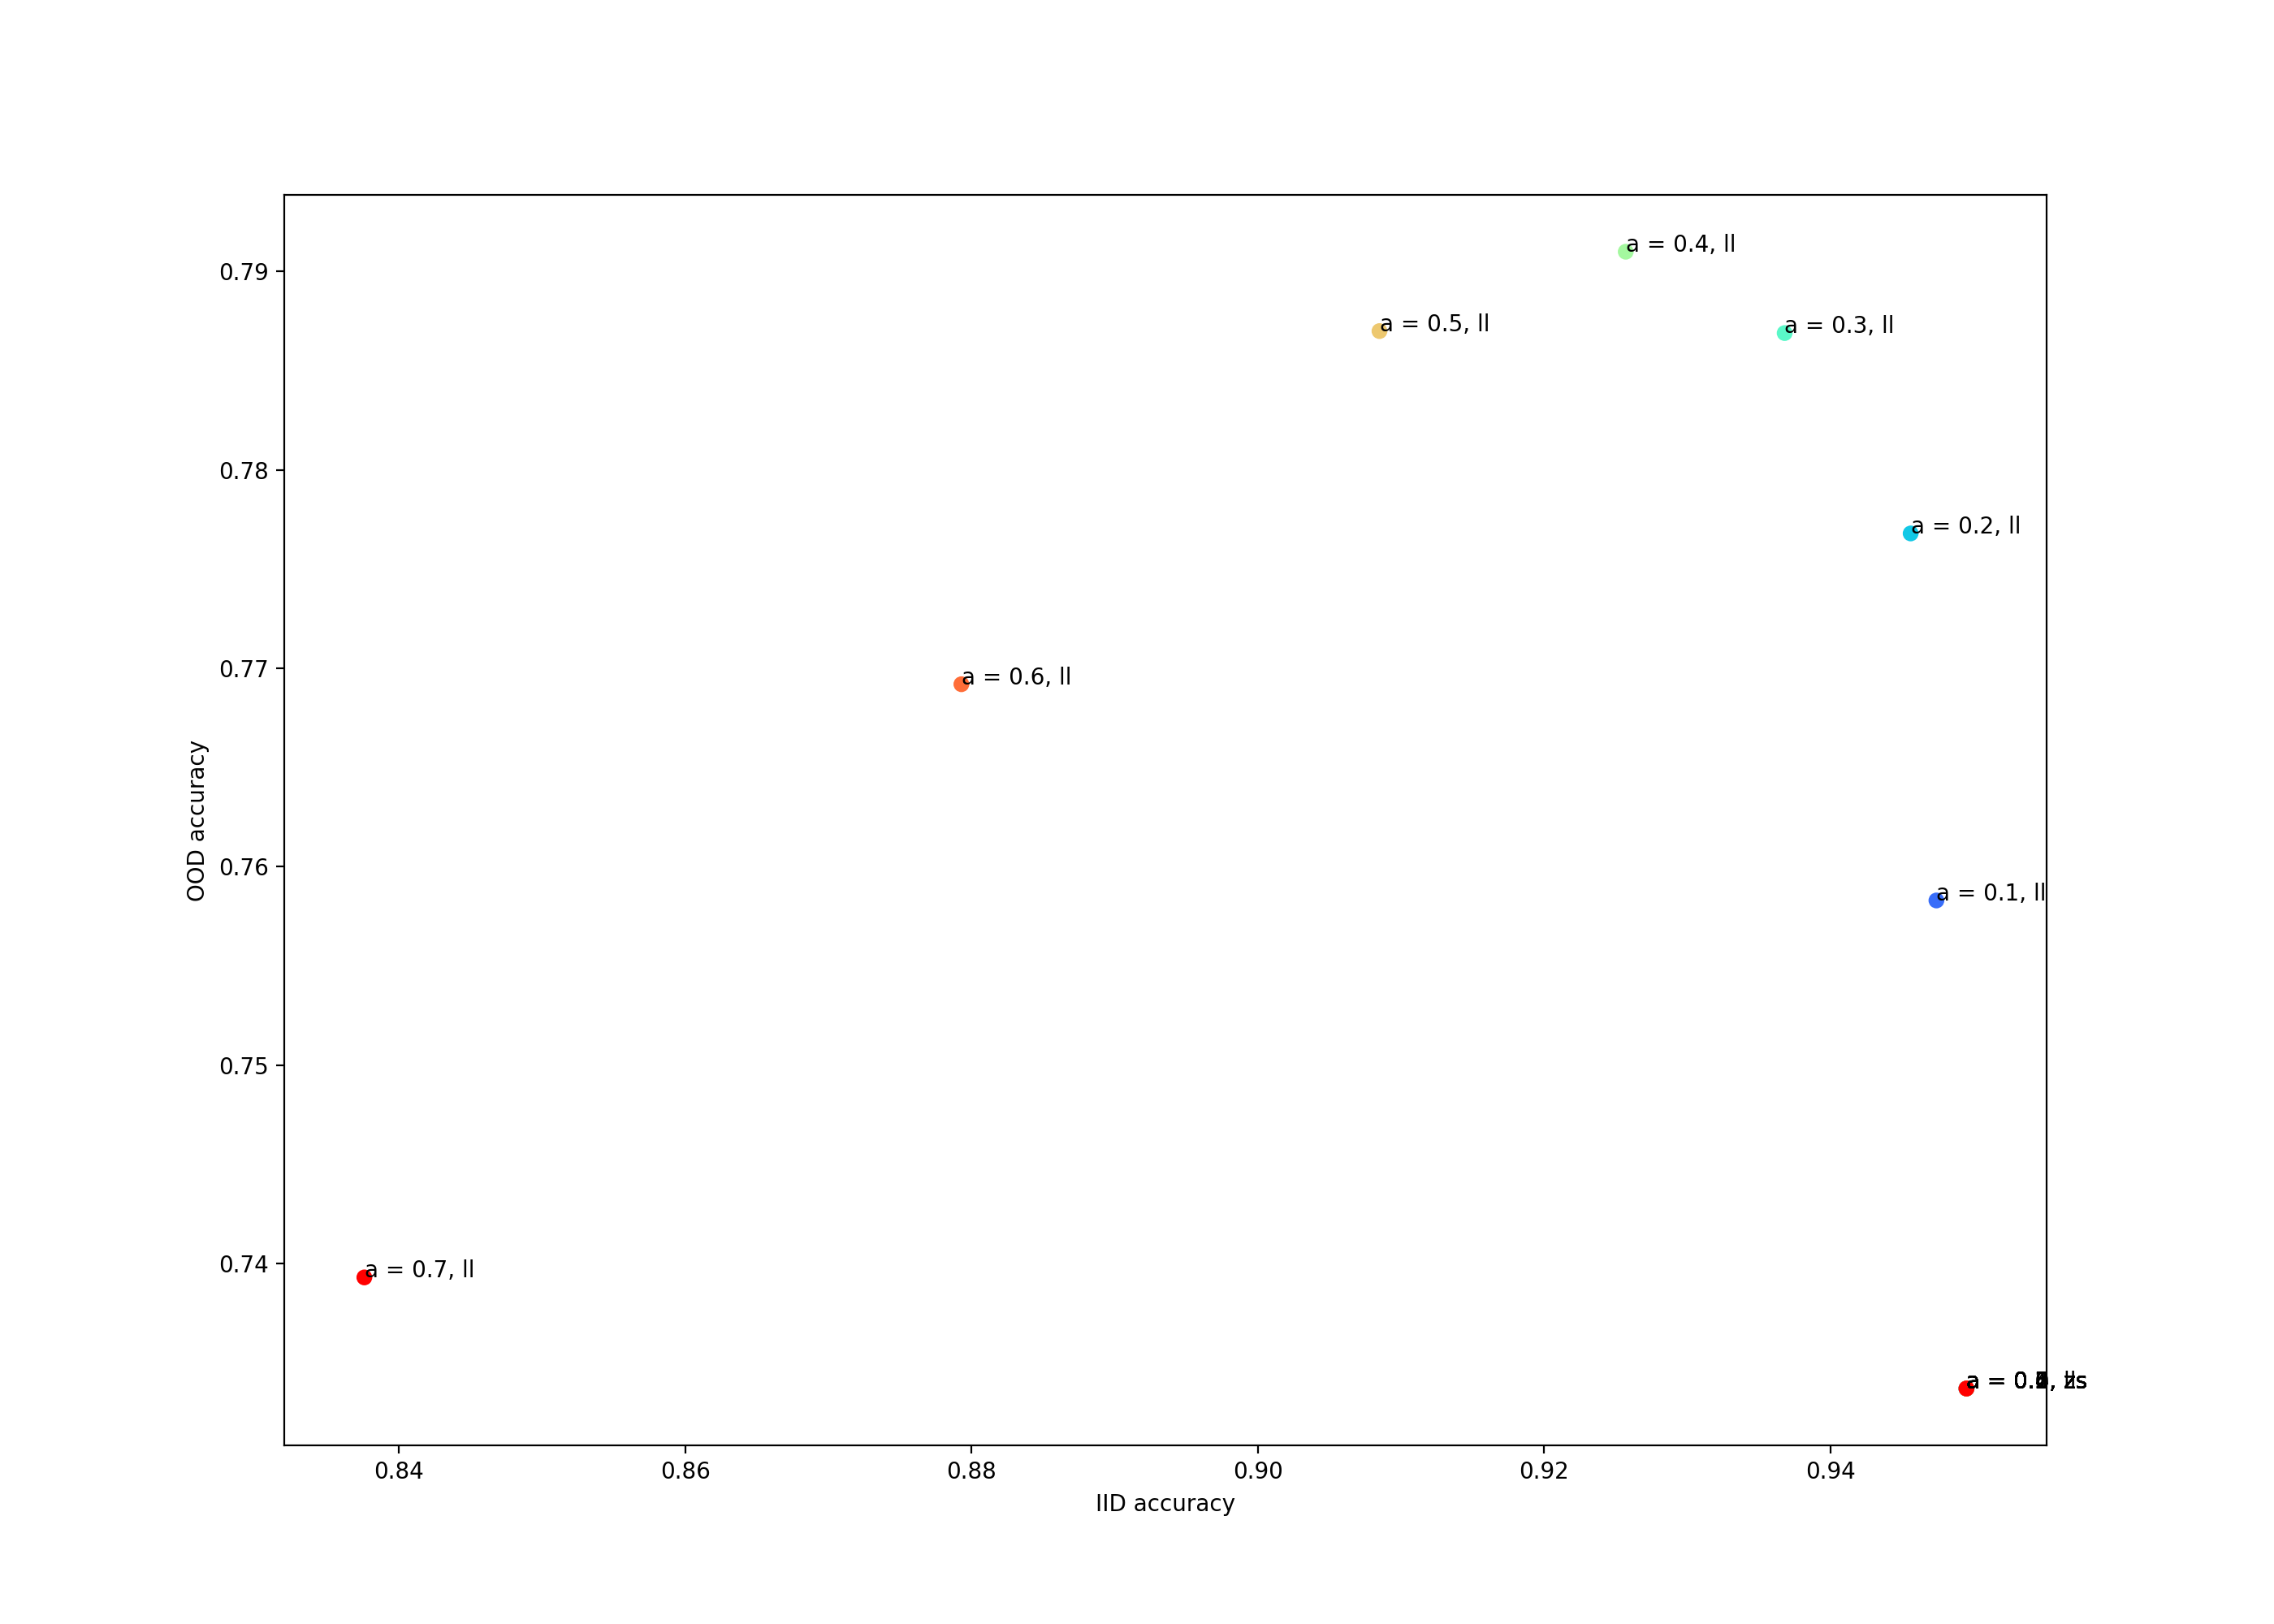 0.79
0.78
0.77
0.76
0.75
0.74
OOD accuracy
a = 0.4, ll
a = 0.5, ll
a = 0.3, ll
a = 0.2, ll
a = 0.6, ll
a = 0.1, ll
a = 0.7, ll
0.84
0.86
0.88
0.90
0.92
0.94
IID accuracy